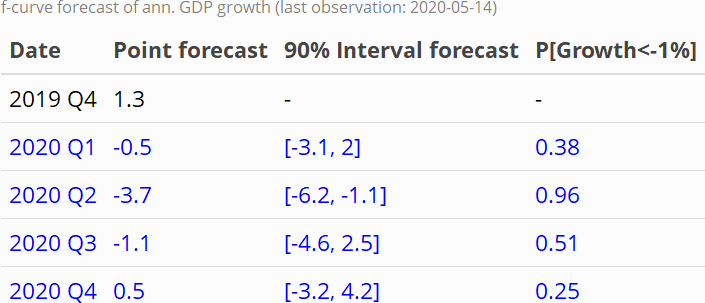 f-curve forecast of ann. GDP growth (last observation: 2020-05-14)
Date Point forecast 90% Interval forecast P[Growth<-1%]
2019 Q4 1.3 - -
2020 Q1 -0.5 [-3.1, 2] 0.38
2020 Q2 -3.7 [-6.2, -1.1] 0.96
2020 Q3 -1.1 [-4.6, 2.5] 0.51
2020 Q4 0.5 [-3.2, 4.2] 0.25